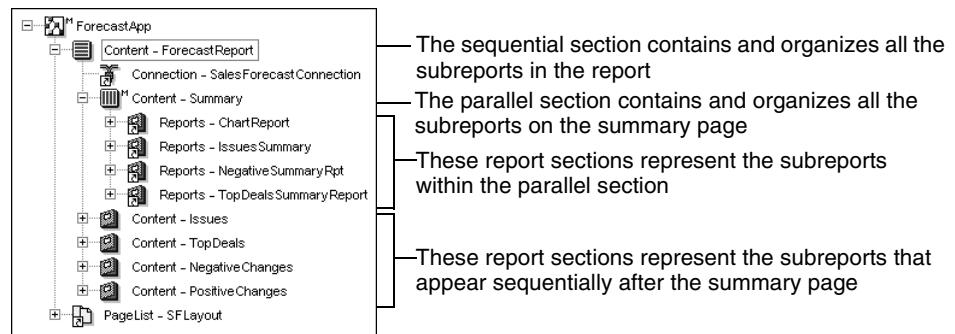 M ForecastApp
Content – ForecastReport
Connection – SalesForecastConnection
M Content – Summary
Reports – ChartReport
Reports – IssuesSummary
Reports – NegativeSummaryRpt
Reports – TopDealsSummaryReport
Content – Issues
Content – TopDeals
Content – NegativeChanges
Content – PositiveChanges
PageList – SFLayout
The sequential section contains and organizes all the
subreports in the report
The parallel section contains and organizes all the
subreports on the summary page
These report sections represent the subreports
within the parallel section
These report sections represent the subreports that
appear sequentially after the summary page